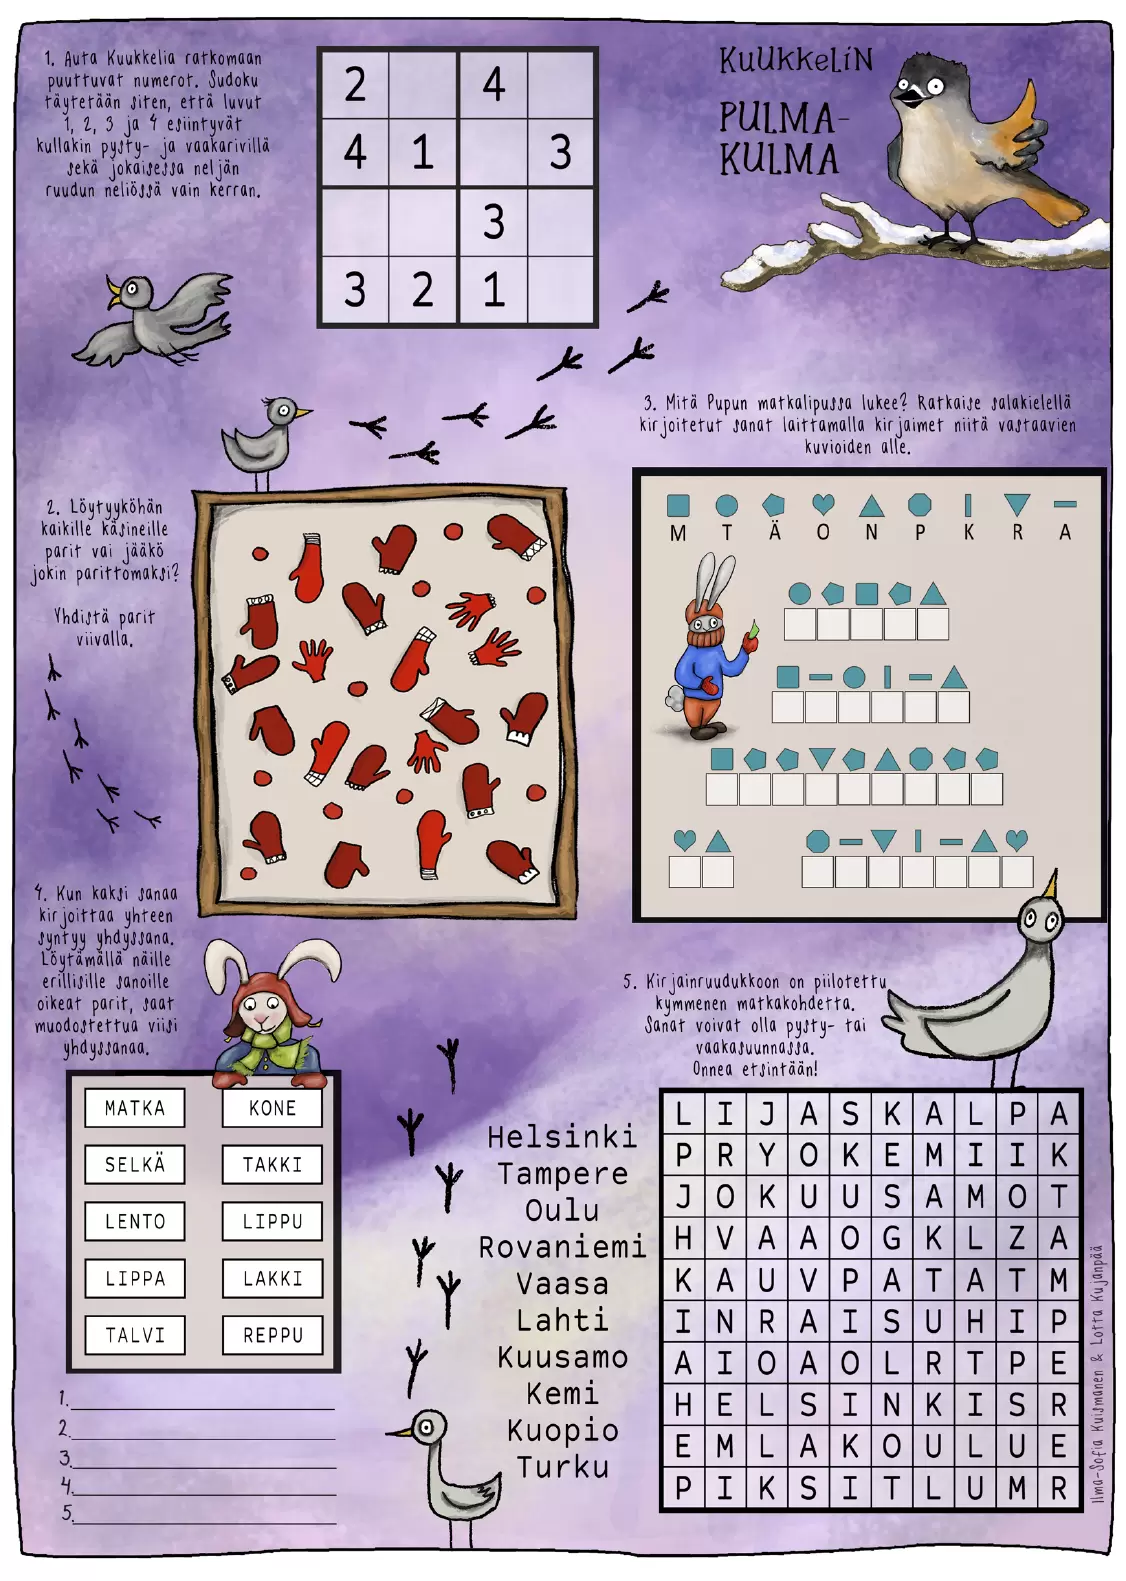 1. Auta Kuukkelia ratkomaan
puuttuvat numerot. Sudoku
täytetään siten, että luvut
1, 2, 3 ja 4 esiintyvät
kullakin pysty- ja vaakarivillä
sekä jokaisessa neljän
ruudun neliössä vain kerran.
2 4
4 1 3
3
3 2 1
KUUKKELIN
PULMA-
KULMA
2. Löytyyköhän
kaikille käsineille
parit vai jääkö
jokin parittomaksi?
Yhdistä parit
viivalla.
3. Mitä Pupun matkalipussa lukee? Ratkaise salakielellä
kirjoitetut sanat laittamalla kirjaimet niitä vastaavien
kuvioiden alle.
M T Ä O N P K R A
4. Kun kaksi sanaa
kirjoittaa yhteen
syntyy yhdyssana.
Löytämällä näille
erillisille sanoille
oikeat parit, saat
muodostettua viisi
yhdyssanaa.
MATKA KONE
SELKÄ TAKKI
LENTO LIPPU
LIPPA LAKKI
TALVI REPPU
1.
2.
3.
4.
5.
5. Kirjainruudukkoon on piilotettu
kymmenen matkakohdetta.
Sanat voivat olla pysty- tai
vaakasuunnassa.
Onnea etsintään!
Helsinki
Tampere
Oulu
Rovaniemi
Vaasa
Lahti
Kuusamo
Kemi
Kuopio
Turku
L I J A S K A L P A
P R Y O K E M I I K
J O K U U S A M O T
H V A A O G K L Z A
K A U V P A T A T M
I N R A I S U H I P
A I O A O L R T P E
H E L S I N K I S R
E M L A K O U L U E
P I K S I T L U M R
Ilma-Sofia Kuismanen & Lotta Kujanpää